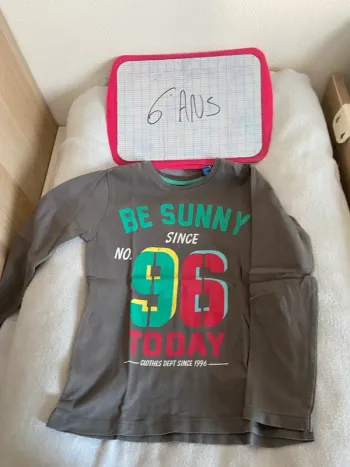 6 ANS
BE SUNNY
SINCE
NO. 96
TODAY
CLOTHES DEPT SINCE 1996